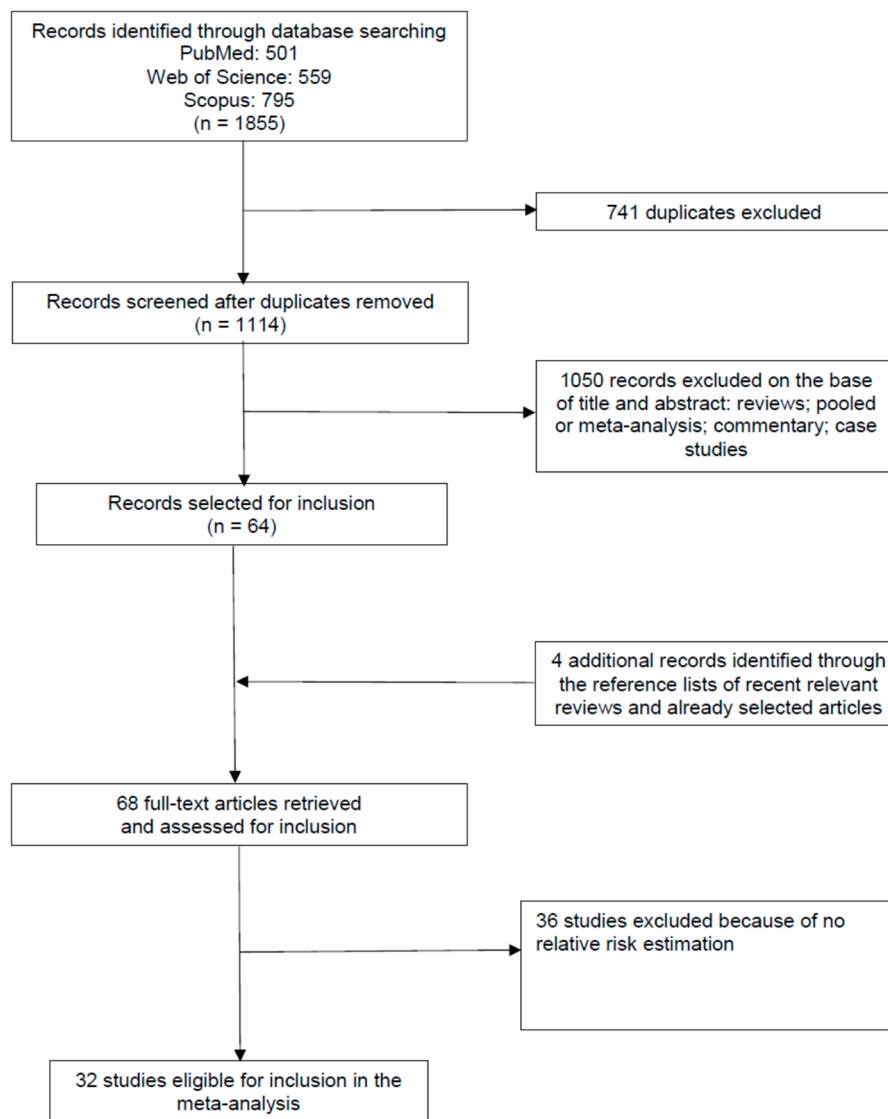 Records identified through database searching
PubMed: 501
Web of Science: 559
Scopus: 795
(n = 1855)
741 duplicates excluded
Records screened after duplicates removed
(n = 1114)
1050 records excluded on the base
of title and abstract: reviews; pooled
or meta-analysis; commentary; case
studies
Records selected for inclusion
(n = 64)
4 additional records identified through
the reference lists of recent relevant
reviews and already selected articles
68 full-text articles retrieved
and assessed for inclusion
36 studies excluded because of no
relative risk estimation
32 studies eligible for inclusion in the
meta-analysis